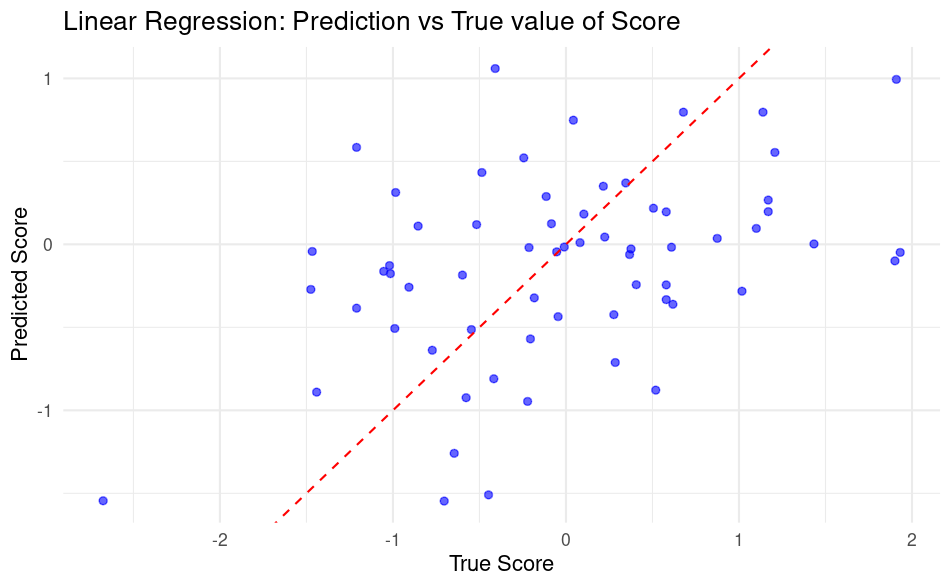 Linear Regression: Prediction vs True value of Score
1
0
-1
Predicted Score
-2 -1 0 1 2
True Score